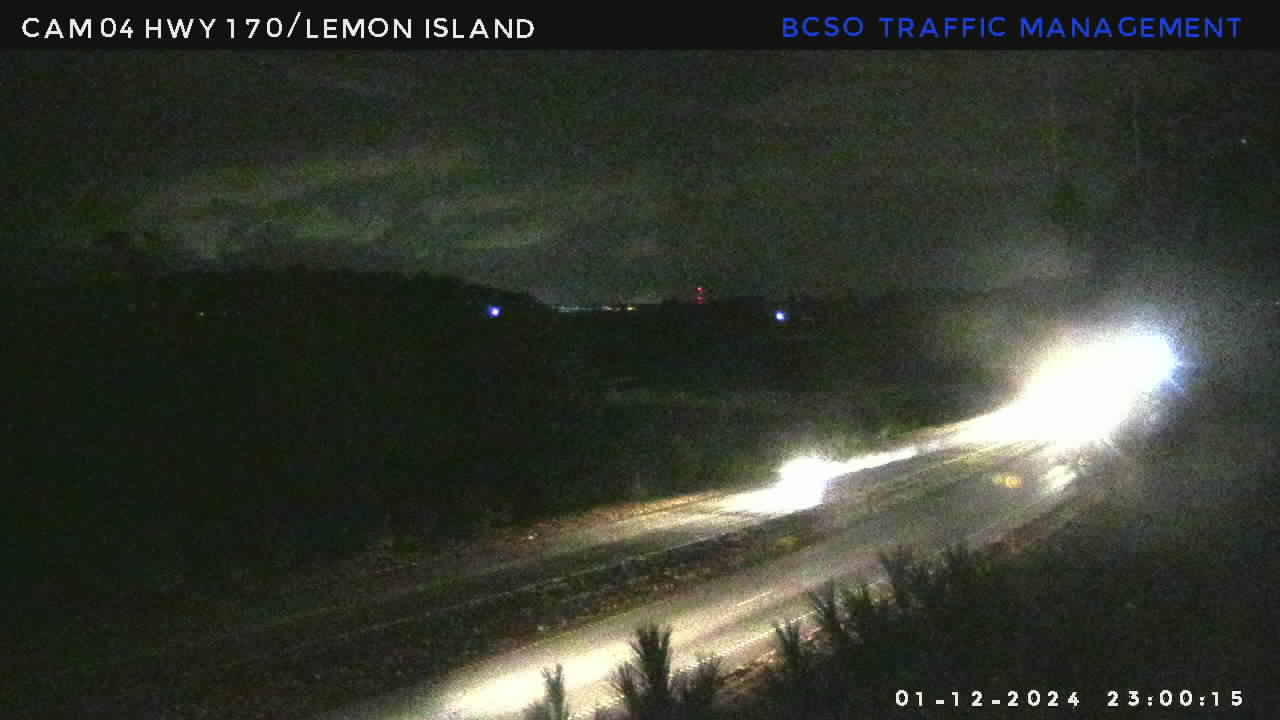 CAM04 HWY 170/LEMON ISLAND
BCSO TRAFFIC MANAGEMENT
01-12-2024 23:00:15